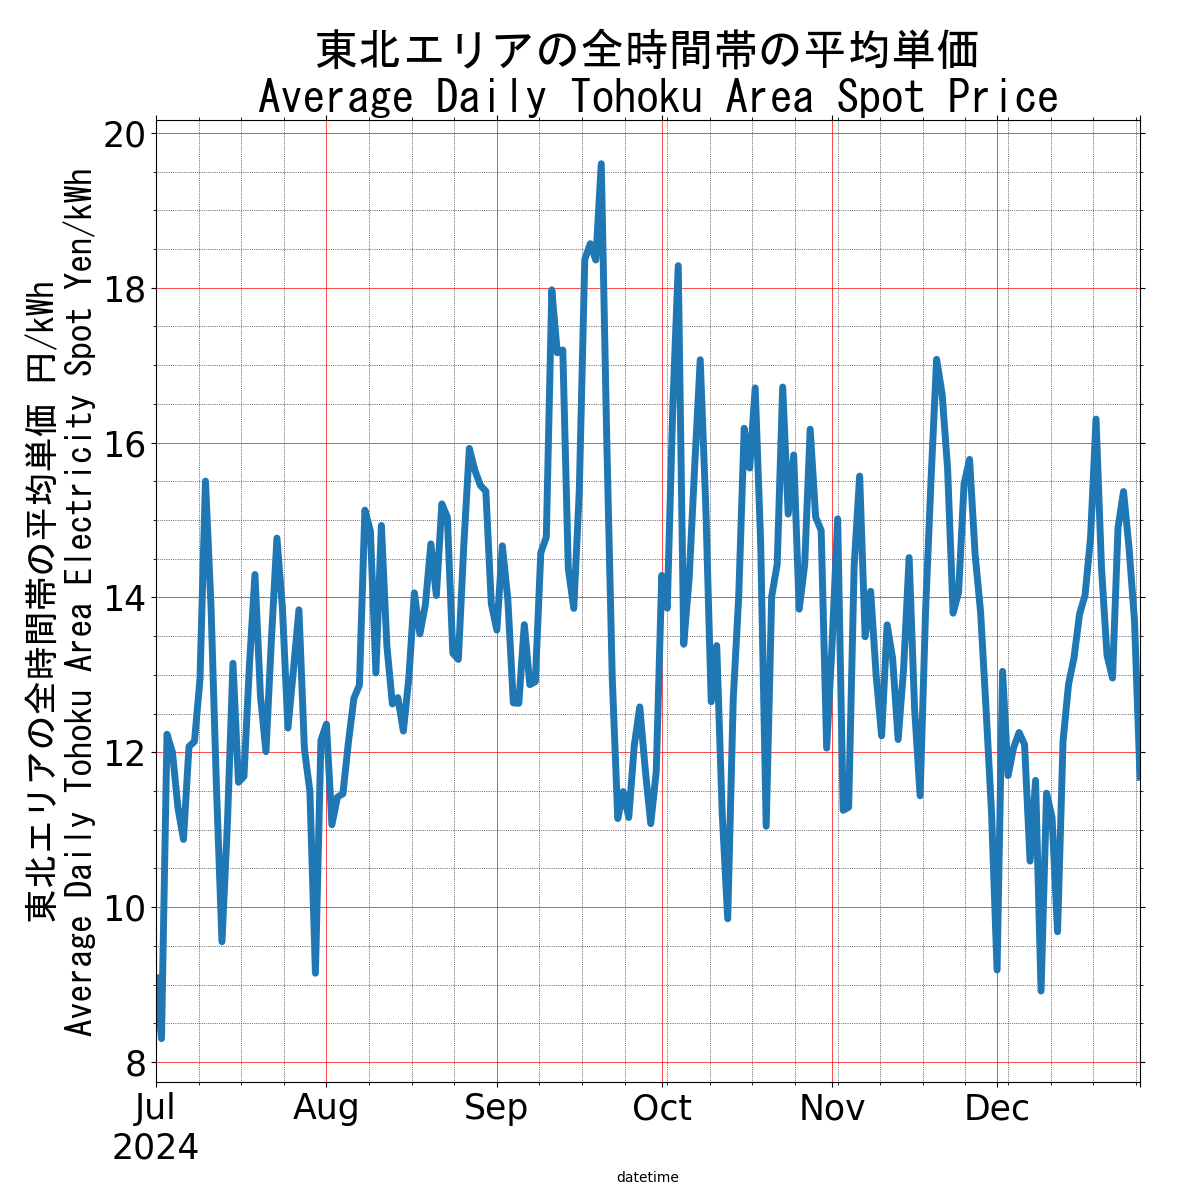 東北エリアの全時間帯の平均単価
Average Daily Tohoku Area Spot Price
東北エリアの全時間帯の平均単価 円/kWh
Average Daily Tohoku Area Electricity Spot Yen/kWh
20
18
16
14
12
10
8
Jul Aug Sep Oct Nov Dec
2024
datetime